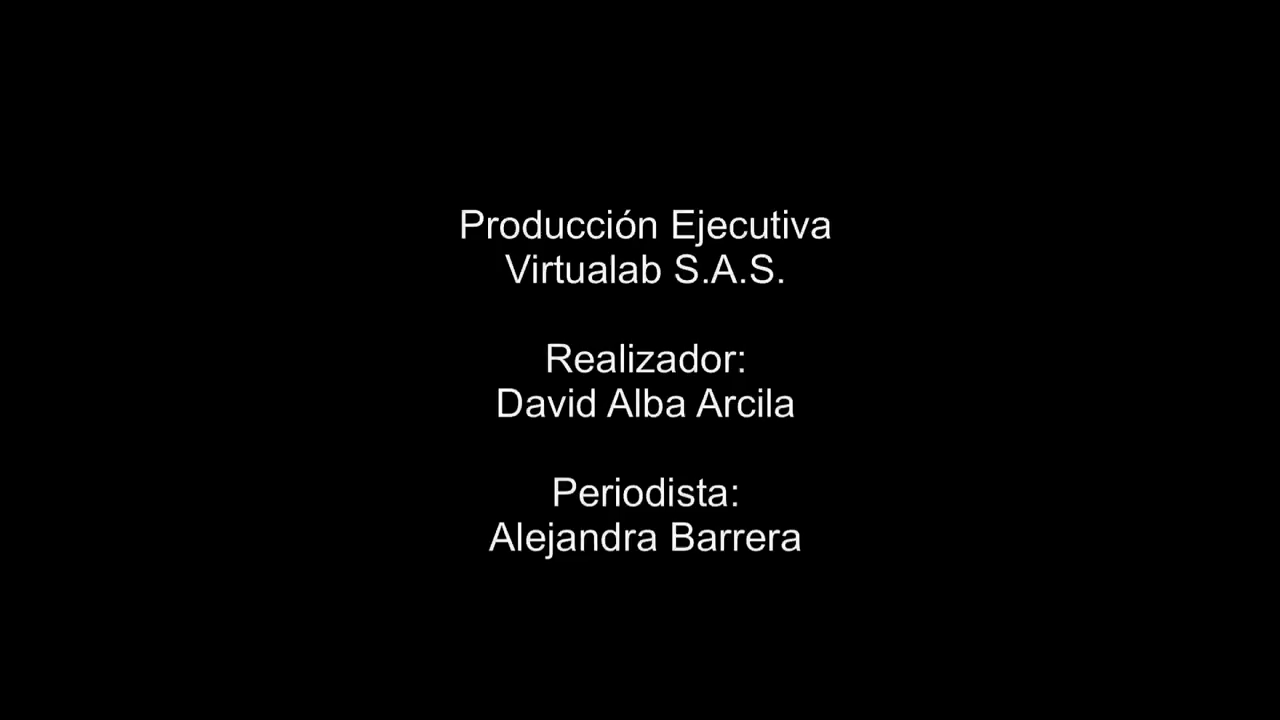 Producción Ejecutiva
Virtualab S.A.S.
Realizador:
David Alba Arcila
Periodista:
Alejandra Barrera